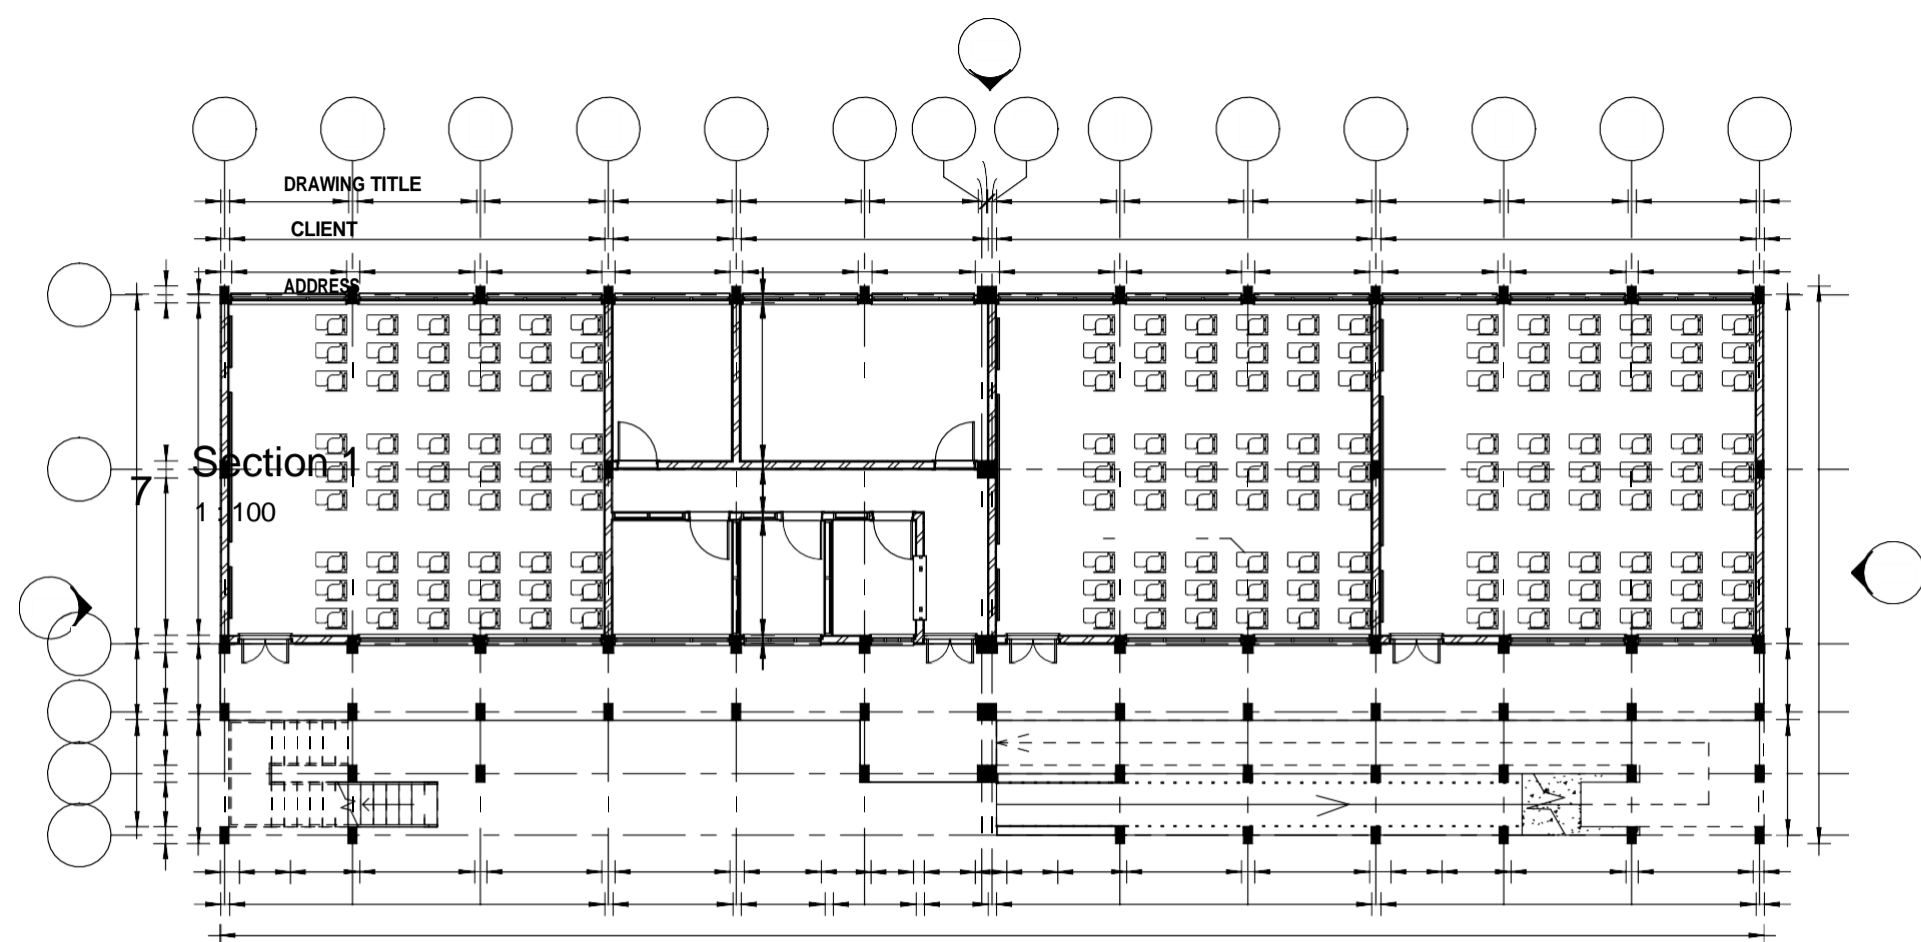 DRAWING TITLE
CLIENT
ADDRESS
Section 1
7
1 : 100